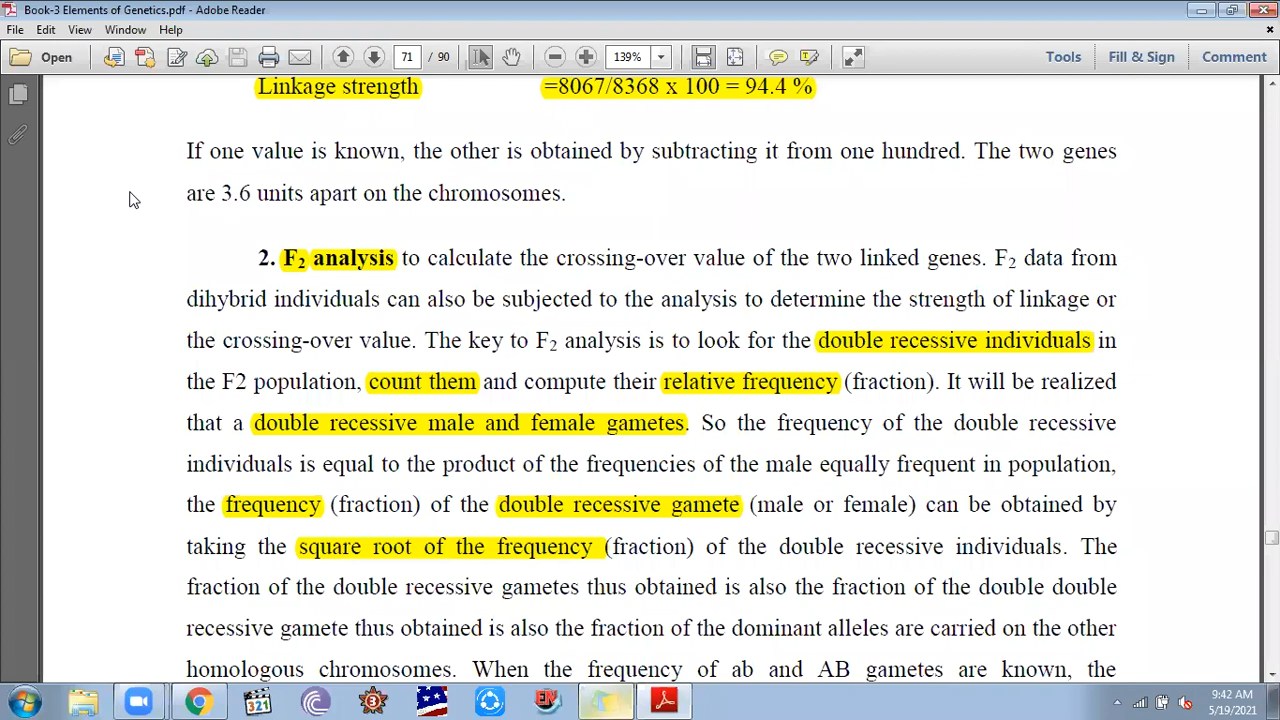 Book-3 Elements of Genetics.pdf - Adobe Reader
File Edit View Window Help
Open 71 / 90 139% Tools Fill & Sign Comment
Linkage strength =8067/8368 x 100 = 94.4 %
If one value is known, the other is obtained by subtracting it from one hundred. The two genes
are 3.6 units apart on the chromosomes.
2. F2 analysis to calculate the crossing-over value of the two linked genes. F2 data from
dihybrid individuals can also be subjected to the analysis to determine the strength of linkage or
the crossing-over value. The key to F2 analysis is to look for the double recessive individuals in
the F2 population, count them and compute their relative frequency (fraction). It will be realized
that a double recessive male and female gametes. So the frequency of the double recessive
individuals is equal to the product of the frequencies of the male equally frequent in population,
the frequency (fraction) of the double recessive gamete (male or female) can be obtained by
taking the square root of the frequency (fraction) of the double recessive individuals. The
fraction of the double recessive gametes thus obtained is also the fraction of the double double
recessive gamete thus obtained is also the fraction of the dominant alleles are carried on the other
homologous chromosomes. When the frequency of ab and AB gametes are known, the
321
3
EN
9:42 AM
5/19/2021